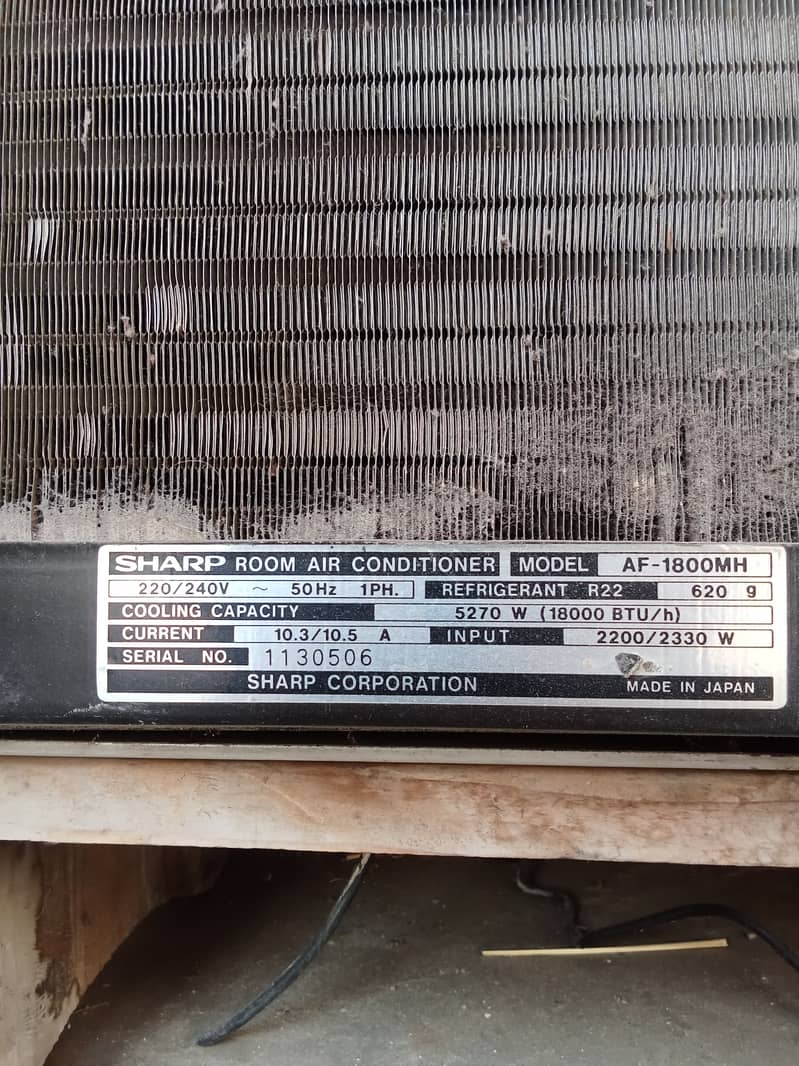 SHARP ROOM AIR CONDITIONER MODEL AF-1800MH
220/240V ~ 50Hz 1PH. REFRIGERANT R22 620 g
COOLING CAPACITY 5270 W (18000 BTU/h)
CURRENT 10.3/10.5 A INPUT 2200/2330 W
SERIAL NO. 1130506
SHARP CORPORATION MADE IN JAPAN